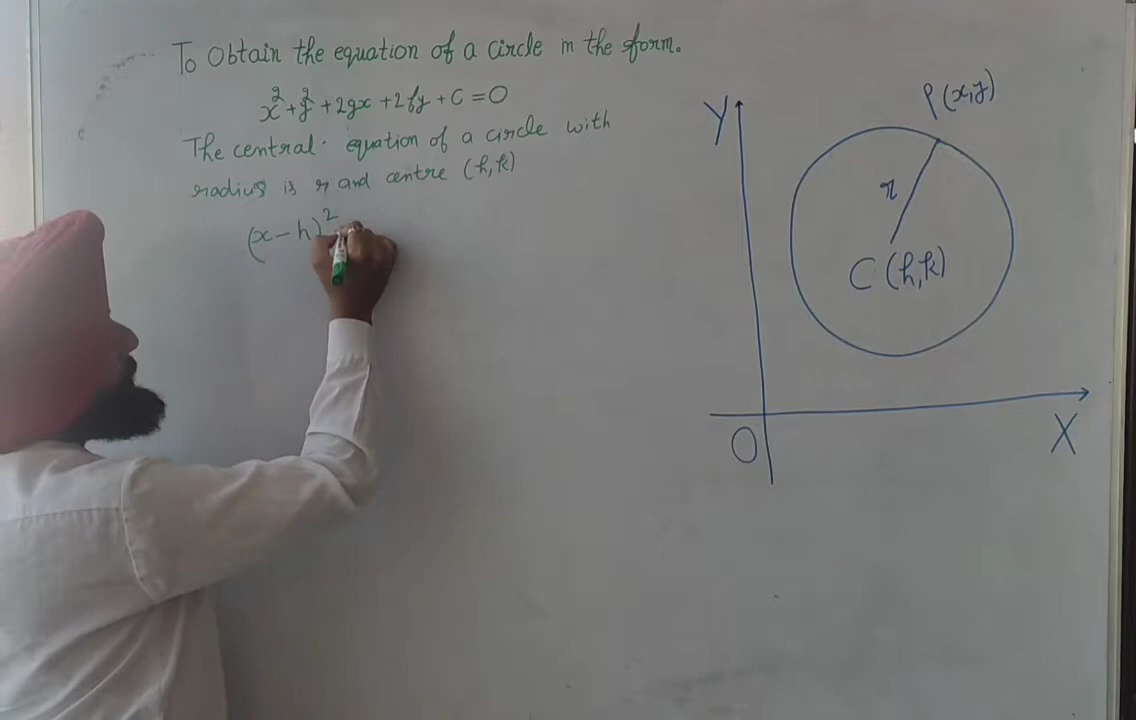 To Obtain the equation of a circle in the form.
x²+y²+2gx+2fy+C=0
The central equation of a circle with
radius is r and centre (h,k)
(x-h)²
Y
P(x,y)
r
C(h,k)
O
X